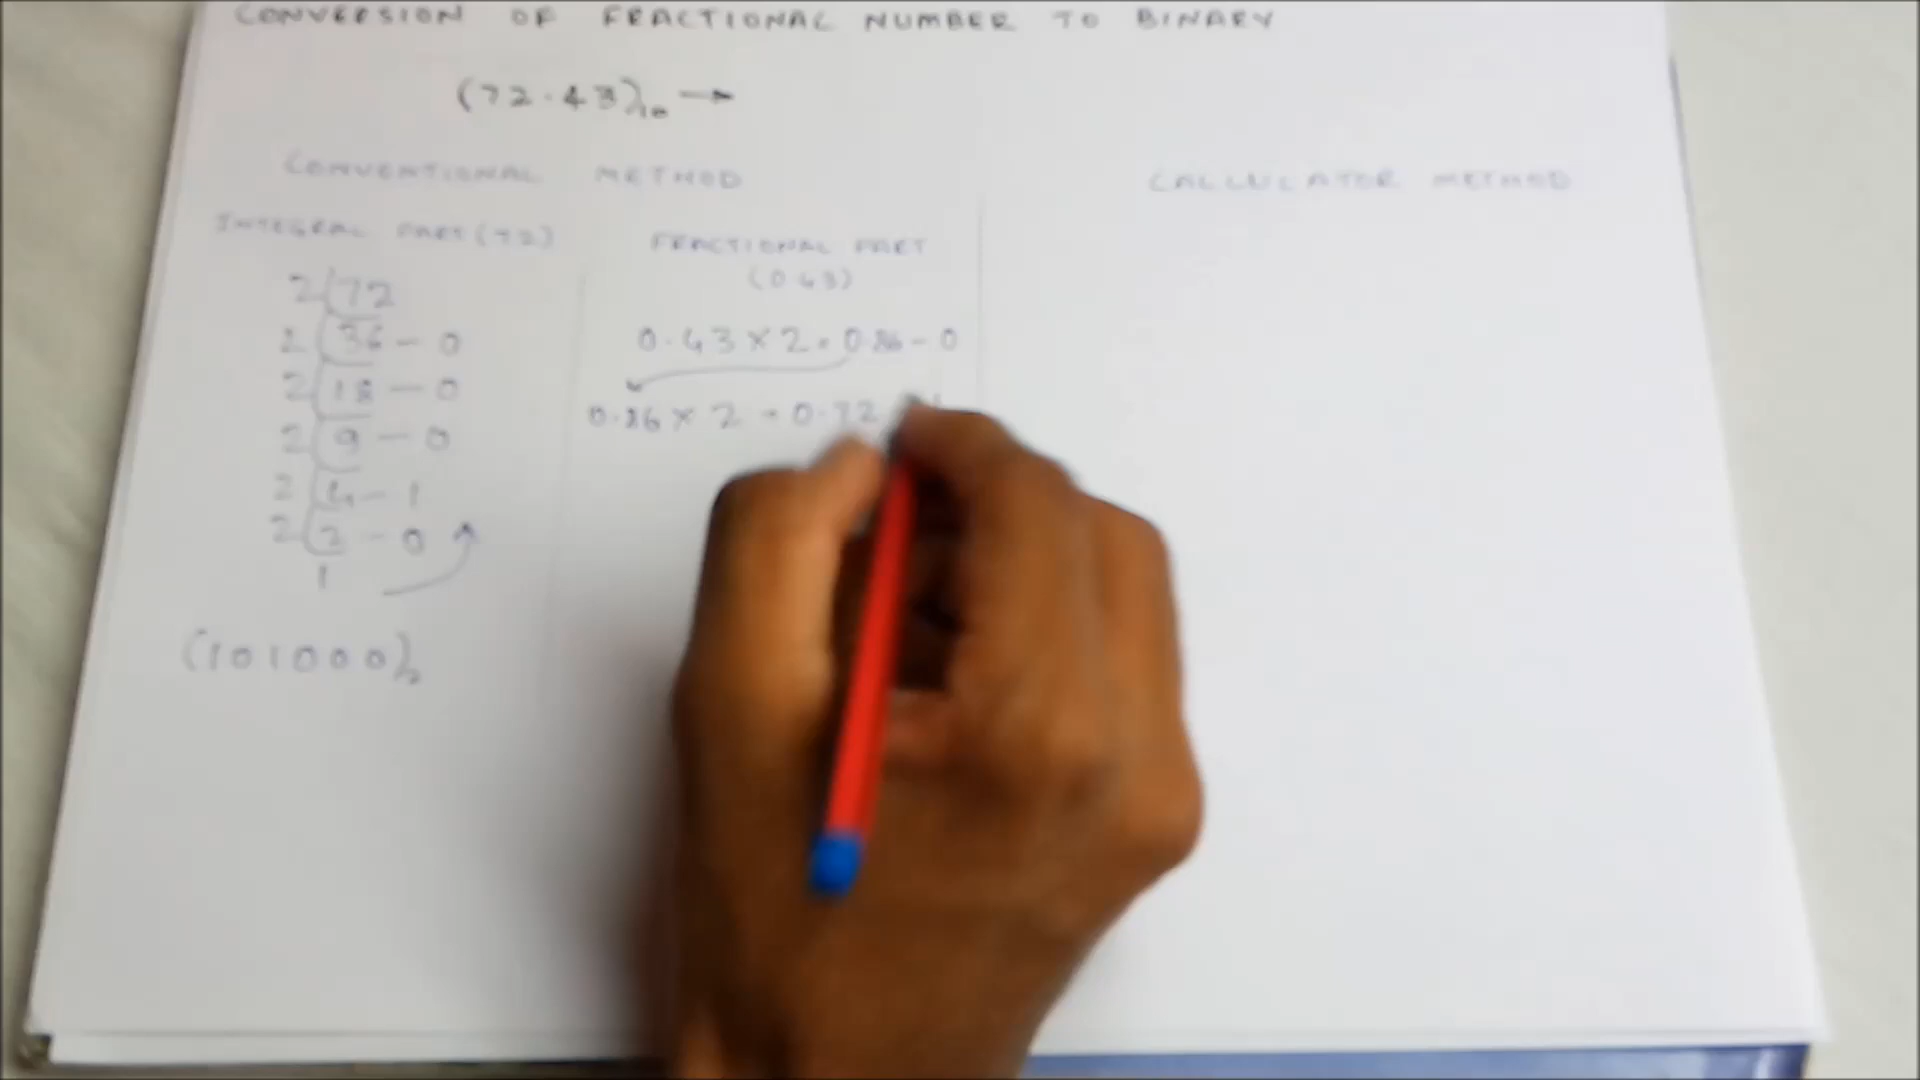 CONVERSION OF FRACTIONAL NUMBER TO BINARY
(72.43)10 →
CONVENTIONAL METHOD
CALCULATOR METHOD
INTEGRAL PART (72)
2 72
2 36 - 0
2 18 - 0
2 9 - 0
2 4 - 1
2 2 - 0
1
(101000)2
FRACTIONAL PART
(0.43)
0.43 x 2 = 0.86 - 0
0.86 x 2 = 0.72